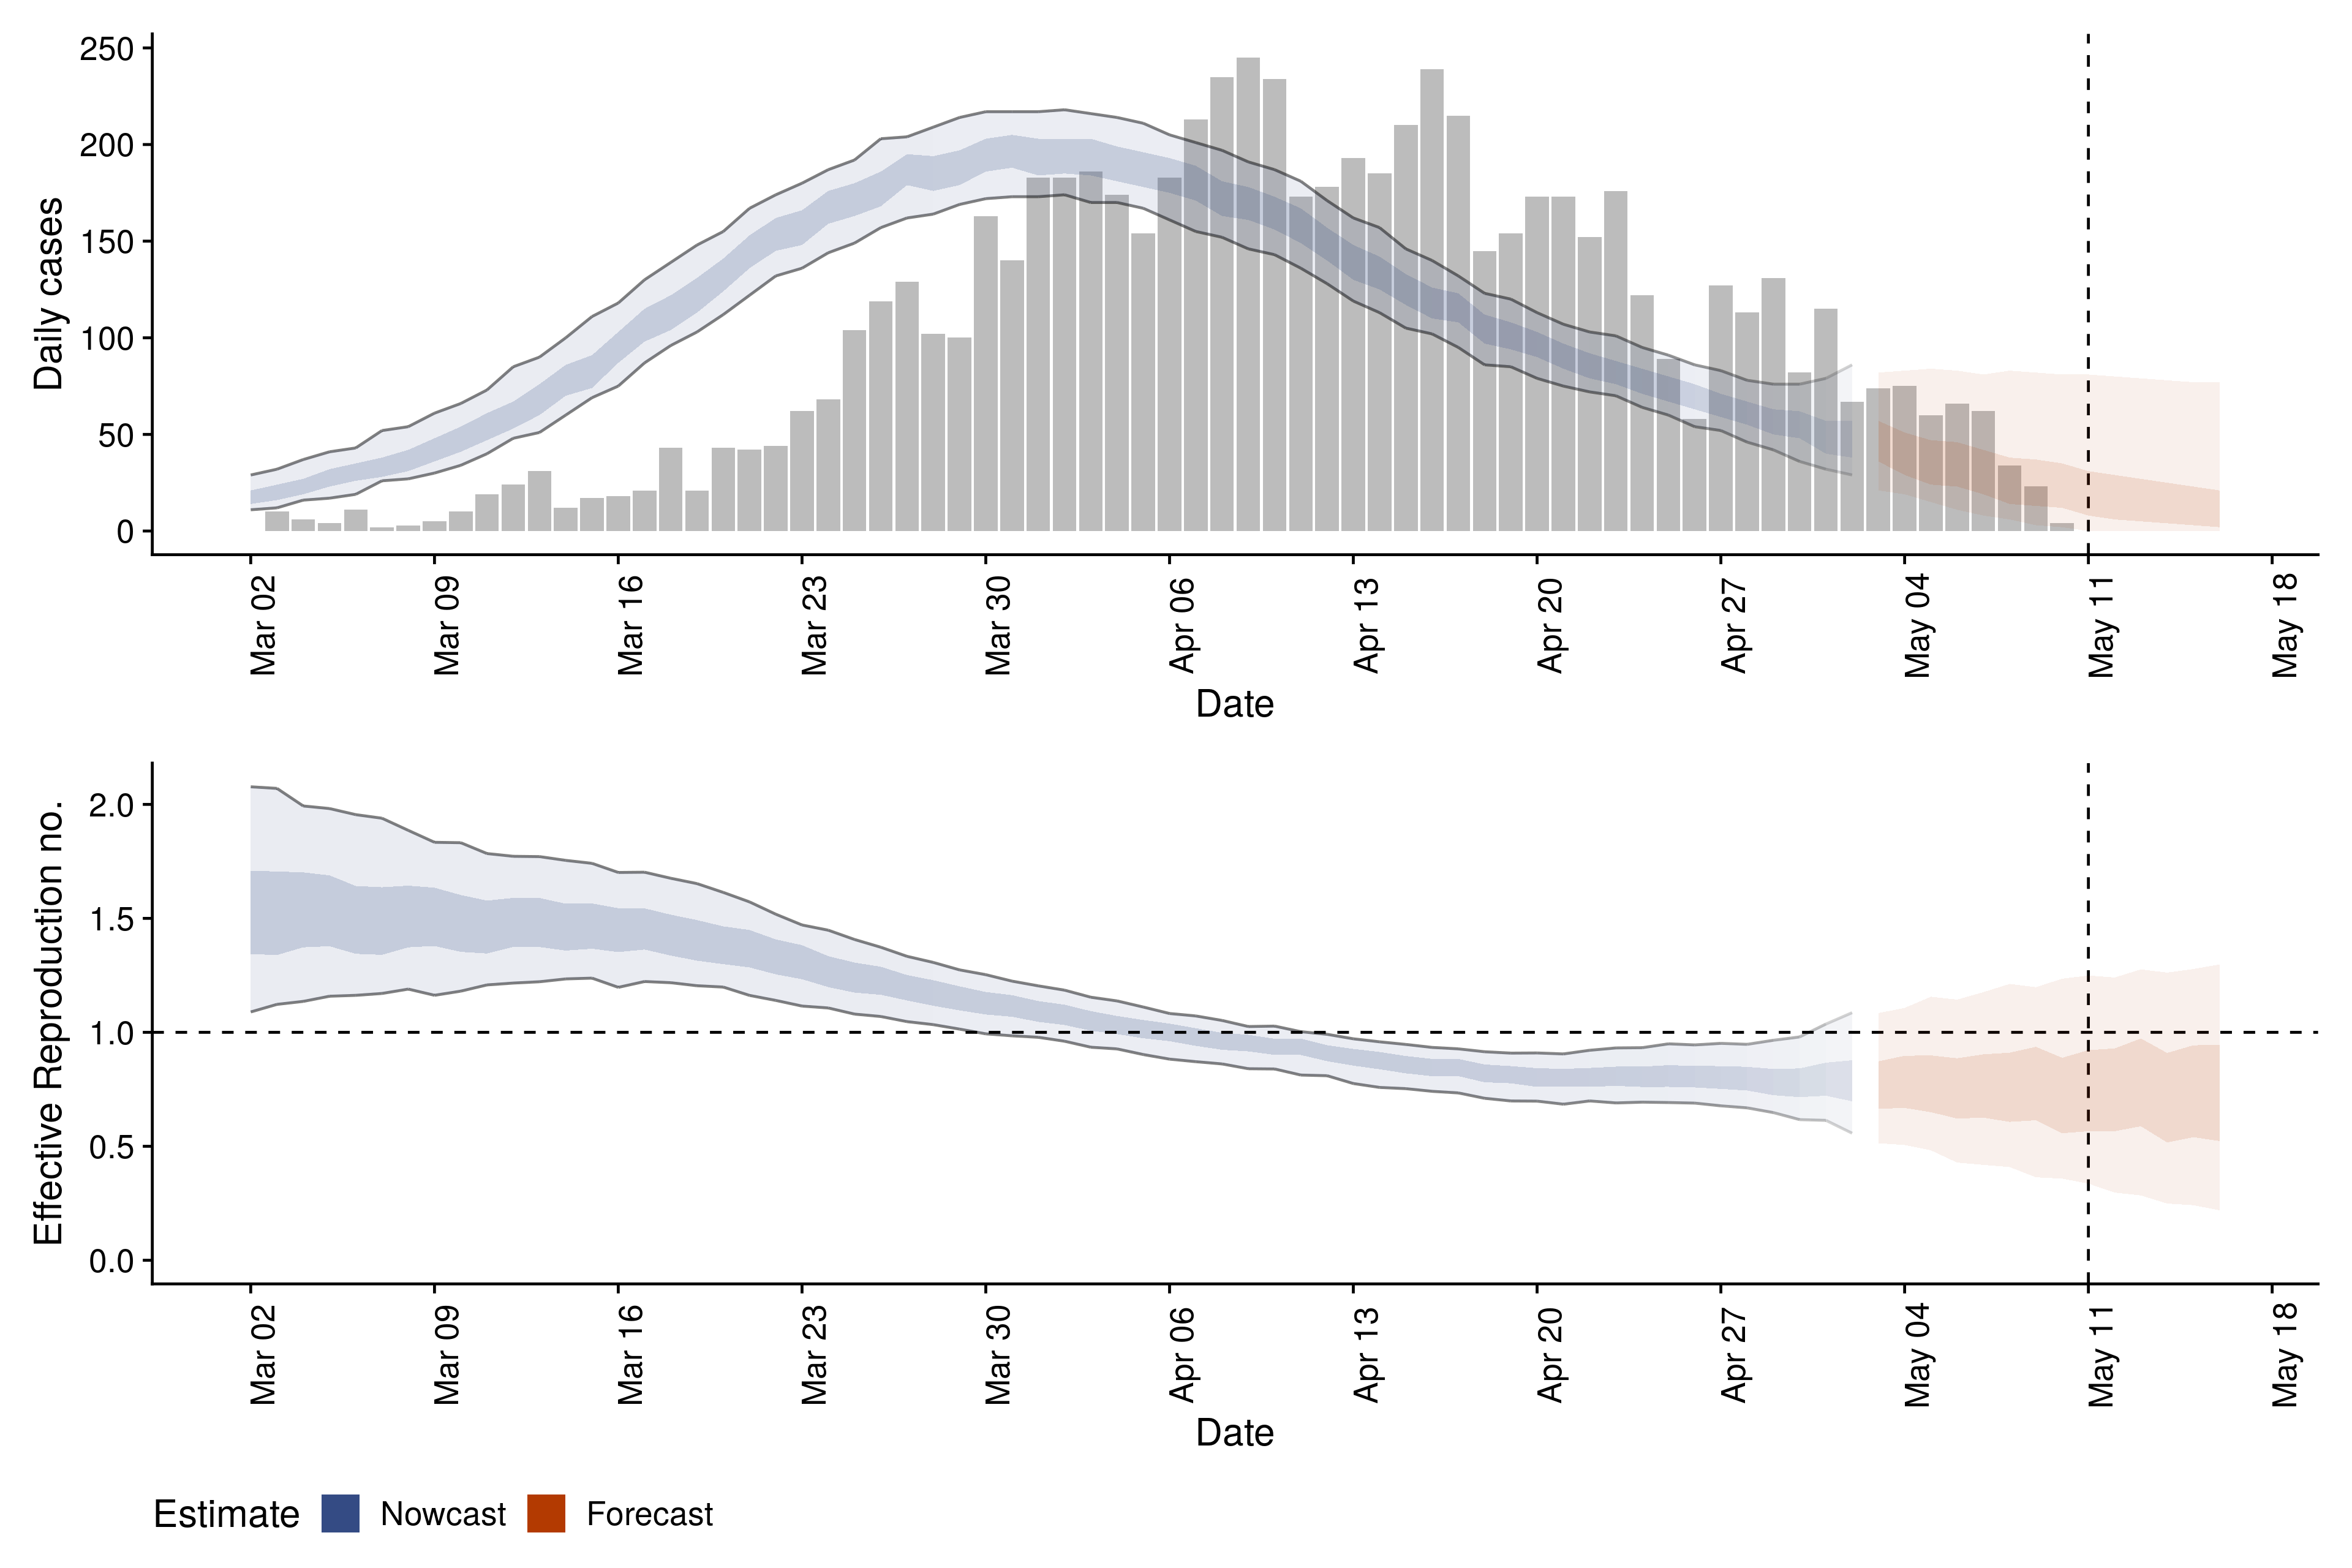 Daily cases
250
200
150
100
50
0
Mar 02 Mar 09 Mar 16 Mar 23 Mar 30 Apr 06 Apr 13 Apr 20 Apr 27 May 04 May 11 May 18
Date
Effective Reproduction no.
2.0
1.5
1.0
0.5
0.0
Mar 02 Mar 09 Mar 16 Mar 23 Mar 30 Apr 06 Apr 13 Apr 20 Apr 27 May 04 May 11 May 18
Date
Estimate Nowcast Forecast